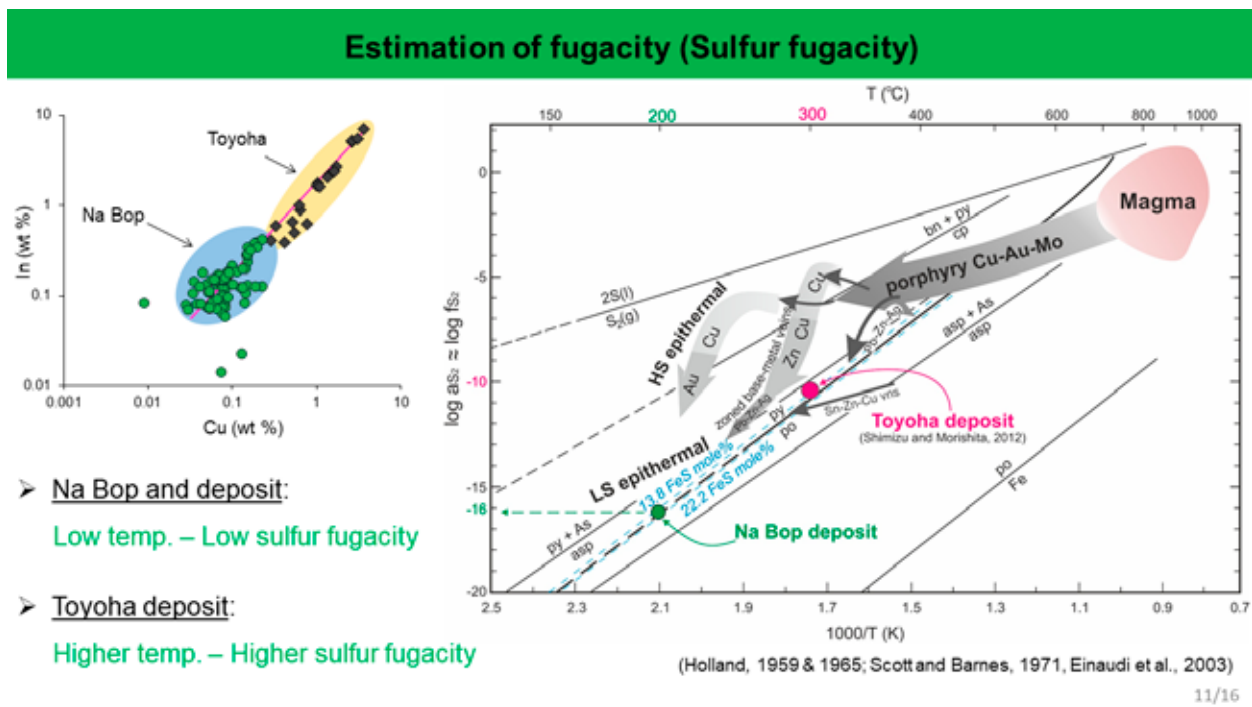 Estimation of fugacity (Sulfur fugacity)
10
1
0.1
0.01
In (wt %)
0.001
0.01
0.1
1
10
Cu (wt %)
Toyoha
Na Bop
➢ Na Bop and deposit:
Low temp. – Low sulfur fugacity
➢ Toyoha deposit:
Higher temp. – Higher sulfur fugacity
T (°C)
150
200
300
400
600
800
1000
0
-5
-10
-15
-16
-20
log as₂ ≈ log fs₂
2.5
2.3
2.1
1.9
1.7
1.5
1.3
1.1
0.9
0.7
1000/T (K)
Magma
porphyry Cu-Au-Mo
bn + py
cp
2S(l)
S₂(g)
HS epithermal
Cu
Au
Cu
Cu
Zn
zoned base-metal veins
Pb-Zn-Ag
asp + As
asp
py
po
Sn-Zn-Cu vns
Toyoha deposit
(Shimizu and Morishita, 2012)
LS epithermal
13.8 FeS mole%
22.2 FeS mole%
Na Bop deposit
py + As
asp
po
Fe
(Holland, 1959 & 1965; Scott and Barnes, 1971, Einaudi et al., 2003)
11/16